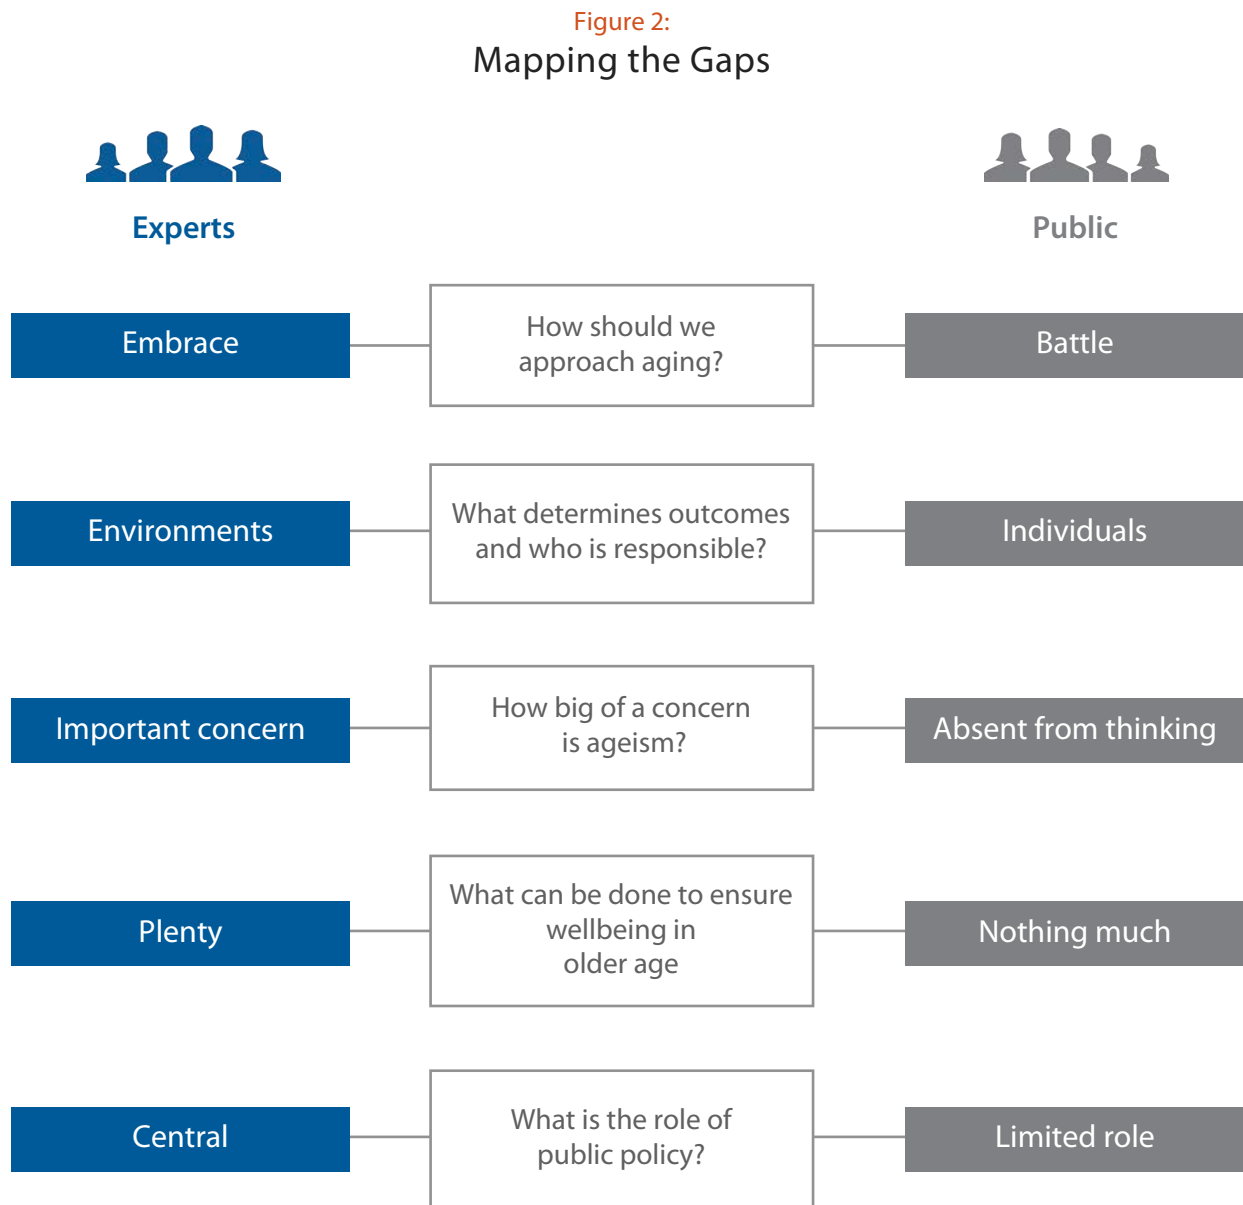 Figure 2:
Mapping the Gaps
Experts
Public
Embrace
How should we
approach aging?
Battle
Environments
What determines outcomes
and who is responsible?
Individuals
Important concern
How big of a concern
is ageism?
Absent from thinking
Plenty
What can be done to ensure
wellbeing in
older age
Nothing much
Central
What is the role of
public policy?
Limited role